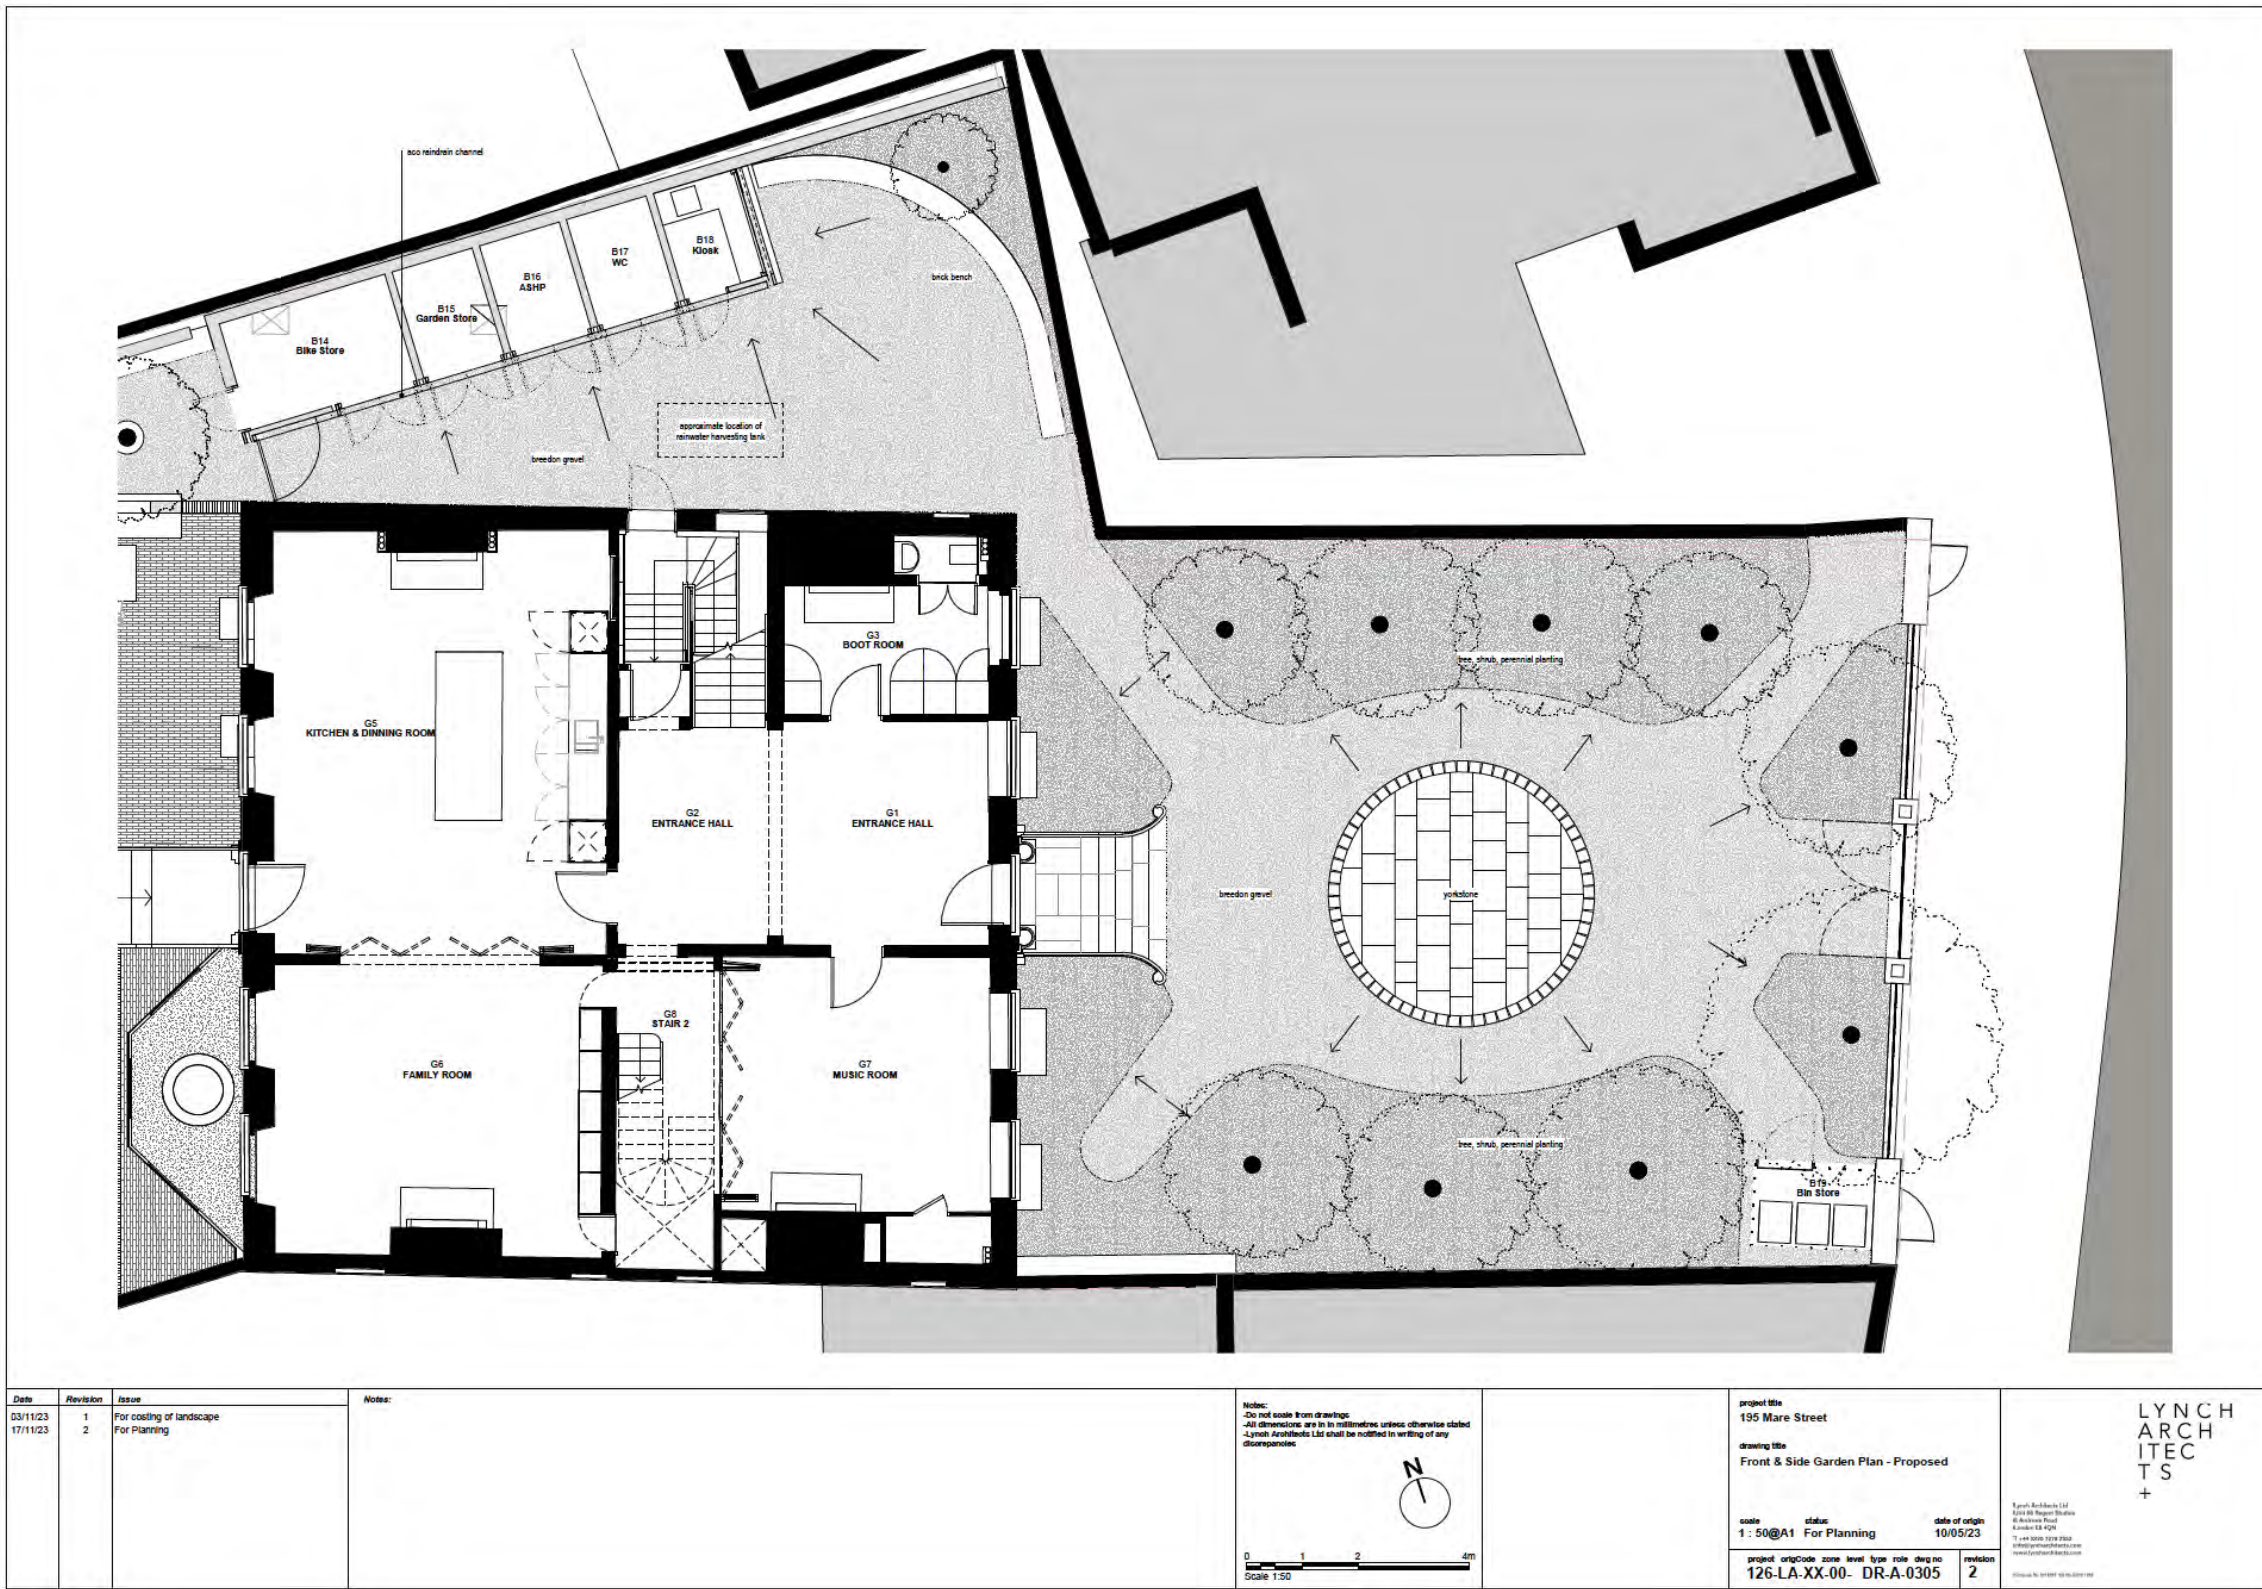 aco raindrain channel
B18
Kiosk
B17
WC
B16
ASHP
B15
Garden Store
B14
Bike Store
brick bench
approximate location of
rainwater harvesting tank
breedon gravel
G3
BOOT ROOM
tree, shrub, perennial planting
G5
KITCHEN & DINNING ROOM
G2
ENTRANCE HALL
G1
ENTRANCE HALL
breedon gravel
yorkstone
G8
STAIR 2
G6
FAMILY ROOM
G7
MUSIC ROOM
tree, shrub, perennial planting
B19
Bin Store
Date Revision Issue
03/11/23 1 For costing of landscape
17/11/23 2 For Planning
Notes:
Notes:
-Do not scale from drawings
-All dimensions are in in millimetres unless otherwise stated
-Lynch Architects Ltd shall be notified in writing of any
discrepancies
N
0 1 2 4m
Scale 1:50
project title
195 Mare Street
drawing title
Front & Side Garden Plan - Proposed
scale status date of origin
1 : 50@A1 For Planning 10/05/23
project origCode zone level type role dwg no revision
126-LA-XX-00- DR-A-0305 2
LYNCH
ARCH
ITEC
TS
+
Lynch Architects Ltd